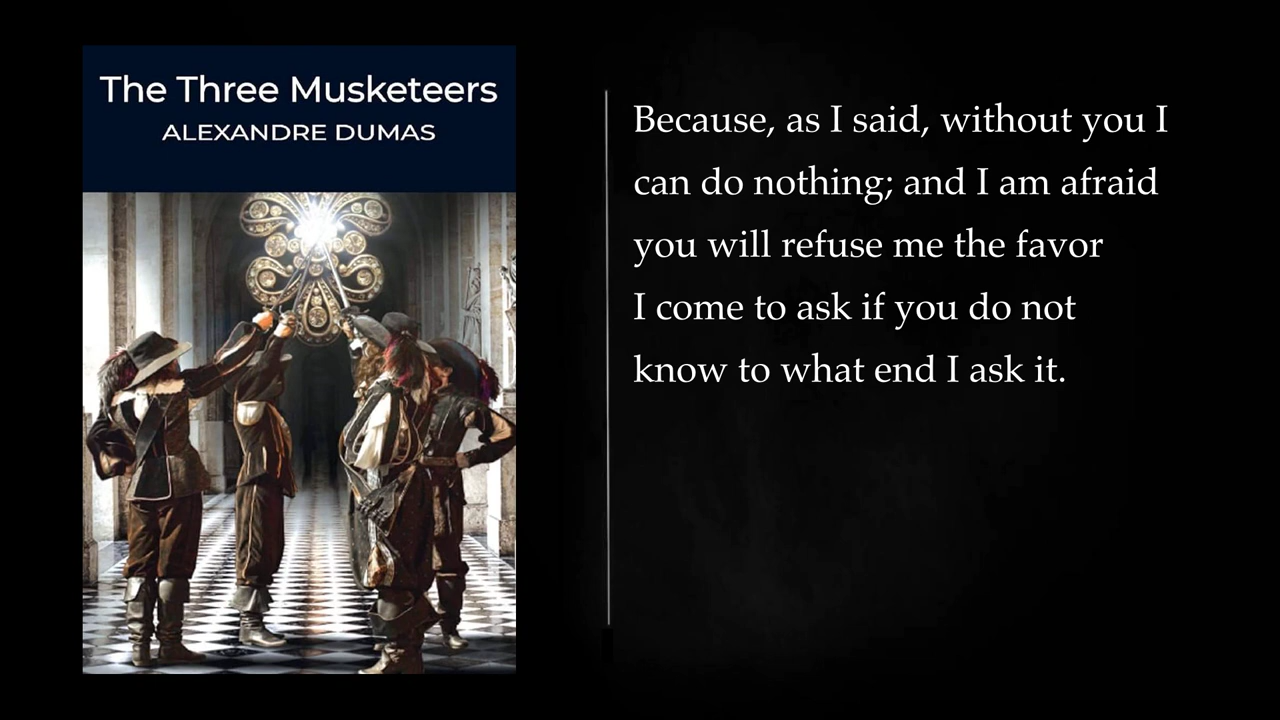 The Three Musketeers
ALEXANDRE DUMAS
Because, as I said, without you I
can do nothing; and I am afraid
you will refuse me the favor
I come to ask if you do not
know to what end I ask it.